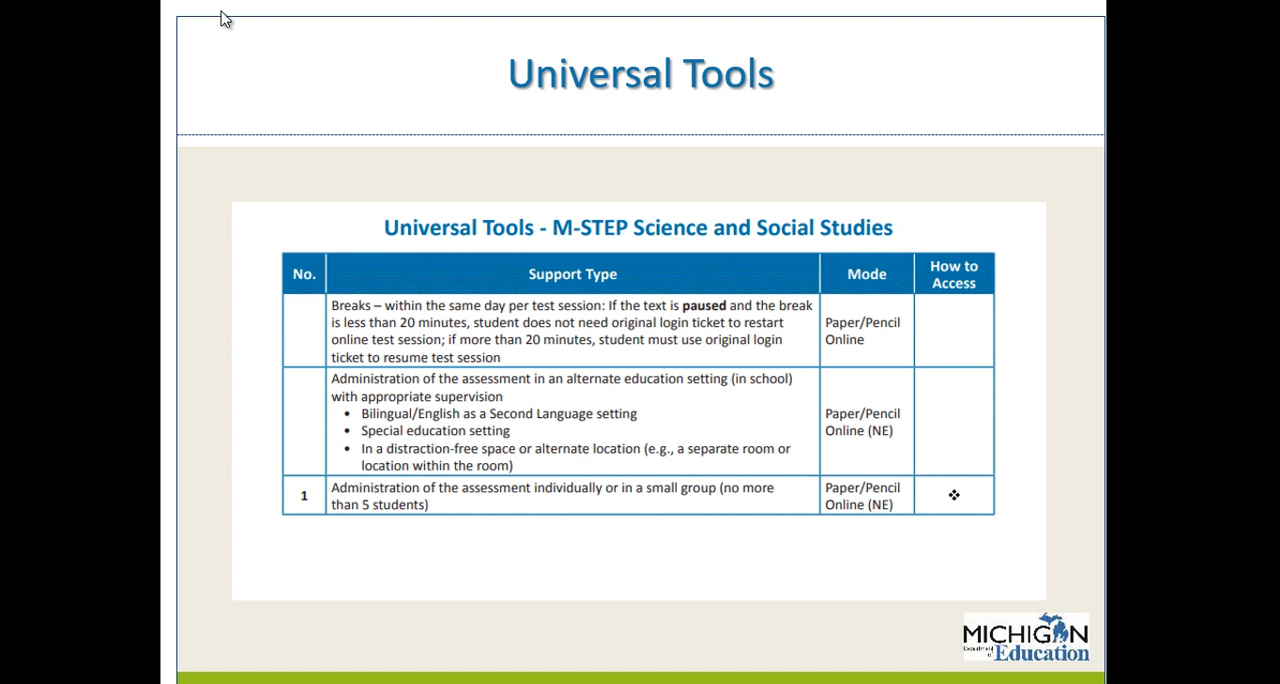 Universal Tools
Universal Tools - M-STEP Science and Social Studies
No.
Support Type
Mode
How to
Access
Breaks – within the same day per test session: If the text is paused and the break
is less than 20 minutes, student does not need original login ticket to restart
online test session; if more than 20 minutes, student must use original login
ticket to resume test session
Paper/Pencil
Online
Administration of the assessment in an alternate education setting (in school)
with appropriate supervision
• Bilingual/English as a Second Language setting
• Special education setting
• In a distraction-free space or alternate location (e.g., a separate room or
location within the room)
Paper/Pencil
Online (NE)
1
Administration of the assessment individually or in a small group (no more
than 5 students)
Paper/Pencil
Online (NE)
❖
MICHIGAN
Department
of Education